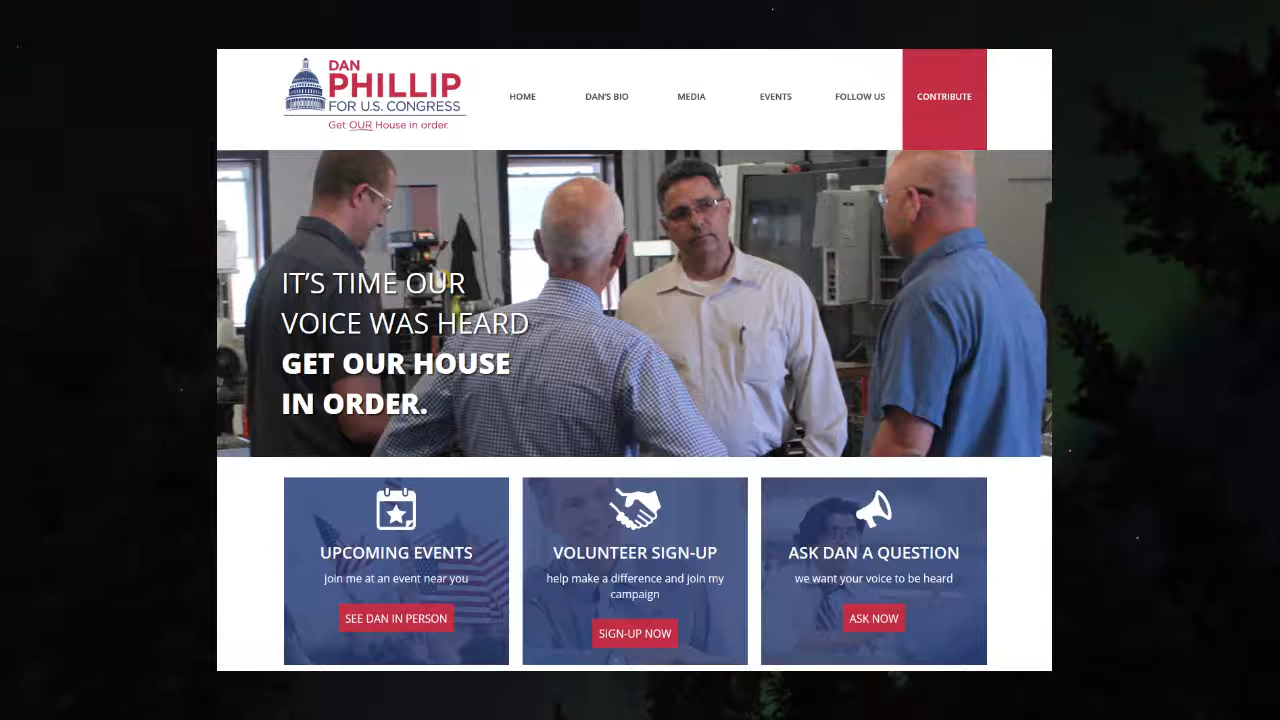 DAN
PHILLIP
FOR U.S. CONGRESS
Get OUR House in order.
HOME
DAN'S BIO
MEDIA
EVENTS
FOLLOW US
CONTRIBUTE
IT'S TIME OUR
VOICE WAS HEARD
GET OUR HOUSE
IN ORDER.
UPCOMING EVENTS
join me at an event near you
SEE DAN IN PERSON
VOLUNTEER SIGN-UP
help make a difference and join my
campaign
SIGN-UP NOW
ASK DAN A QUESTION
we want your voice to be heard
ASK NOW